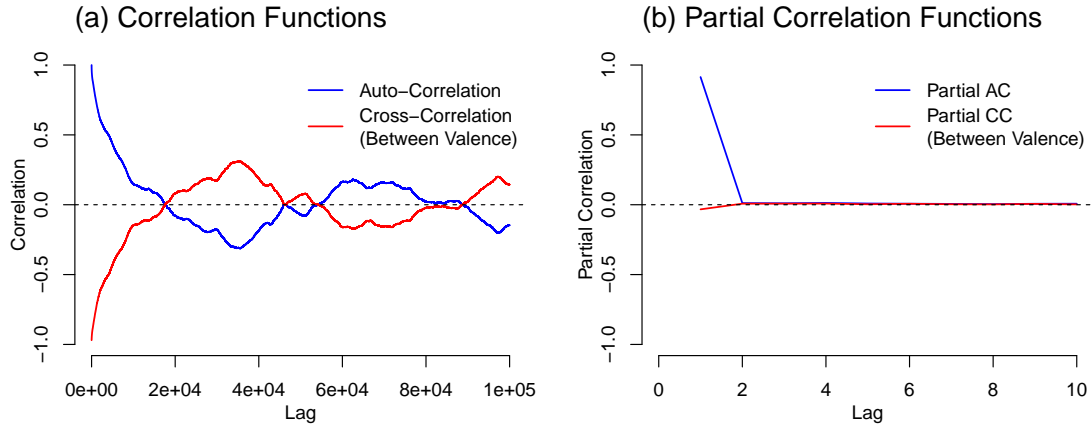 (a) Correlation Functions
Correlation
1.0
0.5
0.0
−0.5
−1.0
Auto−Correlation
Cross−Correlation
(Between Valence)
0e+00 2e+04 4e+04 6e+04 8e+04 1e+05
Lag
(b) Partial Correlation Functions
Partial Correlation
1.0
0.5
0.0
−0.5
−1.0
Partial AC
Partial CC
(Between Valence)
0 2 4 6 8 10
Lag